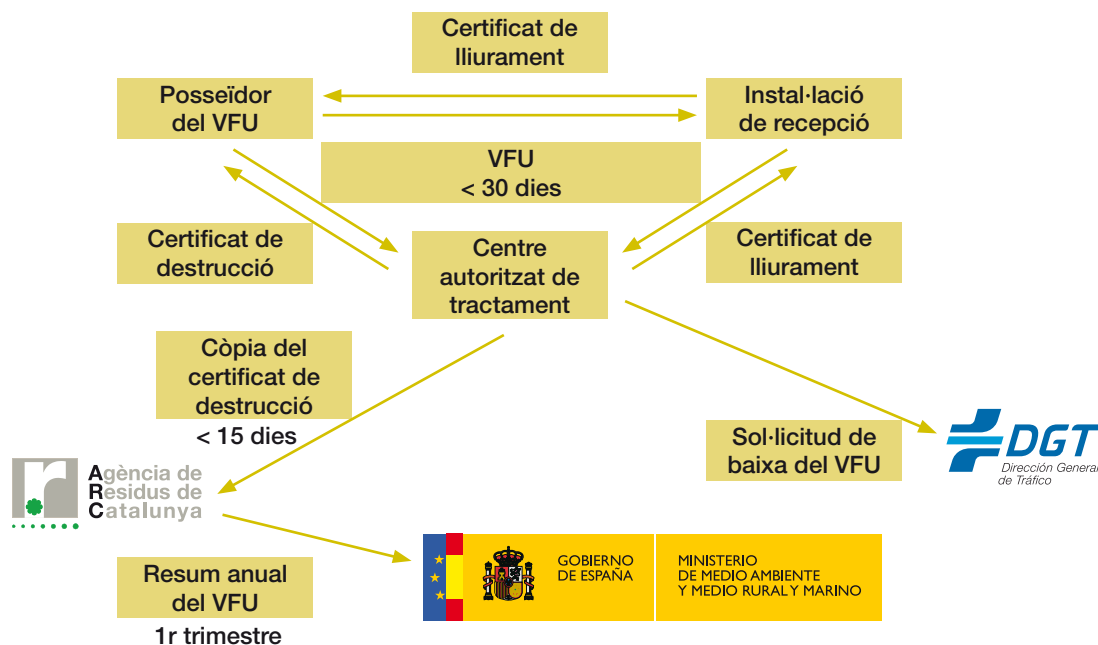 Certificat de
lliurament
Posseïdor
del VFU
Instal·lació
de recepció
VFU
< 30 dies
Certificat de
destrucció
Centre
autoritzat de
tractament
Certificat de
lliurament
Còpia del
certificat de
destrucció
< 15 dies
Sol·licitud de
baixa del VFU
DGT
Dirección General
de Tráfico
r
Agència de
Residus de
Catalunya
Resum anual
del VFU
1r trimestre
GOBIERNO
DE ESPAÑA
MINISTERIO
DE MEDIO AMBIENTE
Y MEDIO RURAL Y MARINO